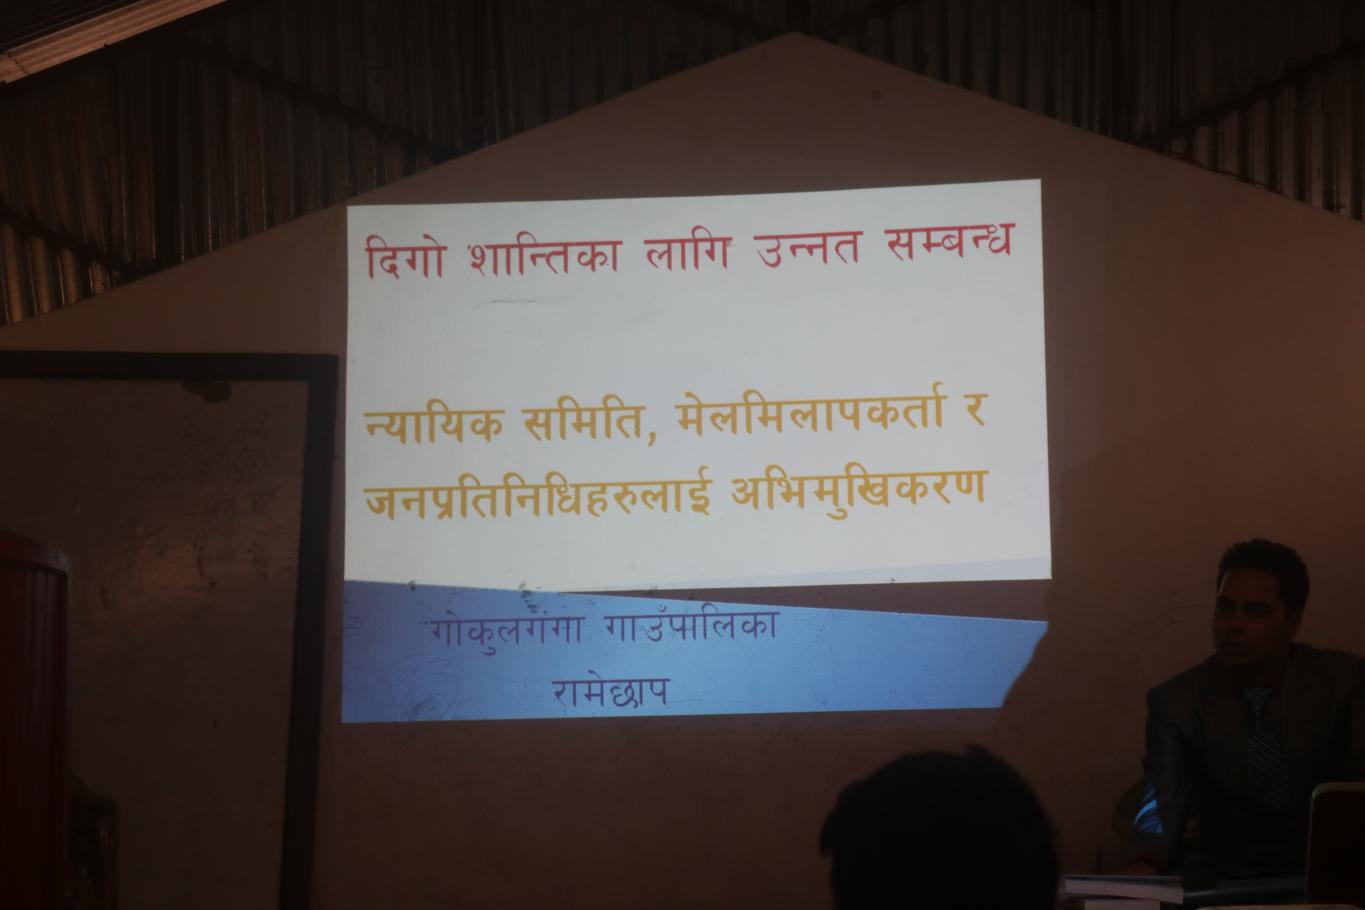 दिगो शान्तिका लागि उन्नत सम्बन्ध
न्यायिक समिति, मेलमिलापकर्ता र
जनप्रतिनिधिहरुलाई अभिमुखिकरण
गोकुलगंगा गाउँपालिका
रामेछाप